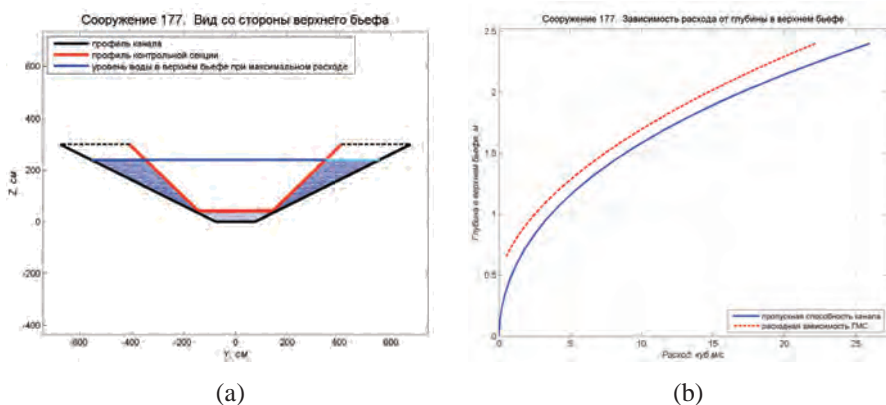 Сооружение 177. Вид со стороны верхнего бьефа
профиль канала
профиль контрольной секции
уровень воды в верхнем бьефе при максимальном расходе
600
400
200
0
-200
-400
Z, см
-600
-400
-200
0
200
400
600
Y, см
(a)
Сооружение 177. Зависимость расхода от глубины в верхнем бьефе
2.5
2
1.5
1
0.5
0
Глубина в верхнем бьефе, м
пропускная способность канала
расходная зависимость ГМС
0
5
10
15
20
25
Расход, куб.м/с
(b)